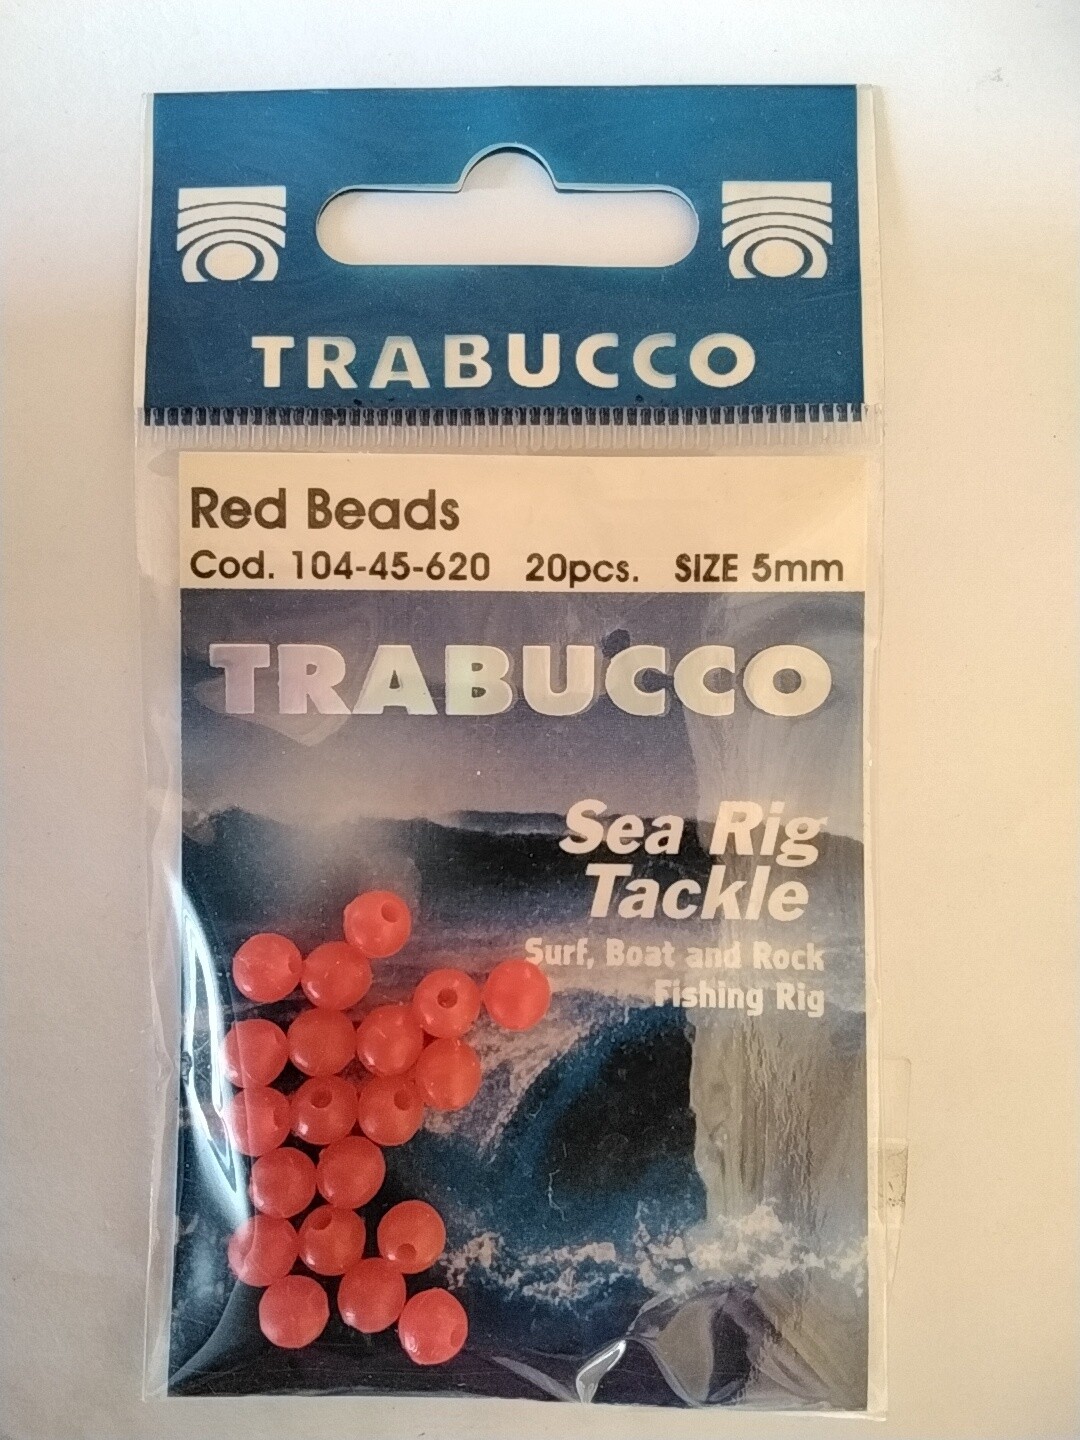 TRABUCCO
Red Beads
Cod. 104-45-620 20pcs. SIZE 5mm
TRABUCCO
Sea Rig
Tackle
Surf, Boat and Rock
Fishing Rig